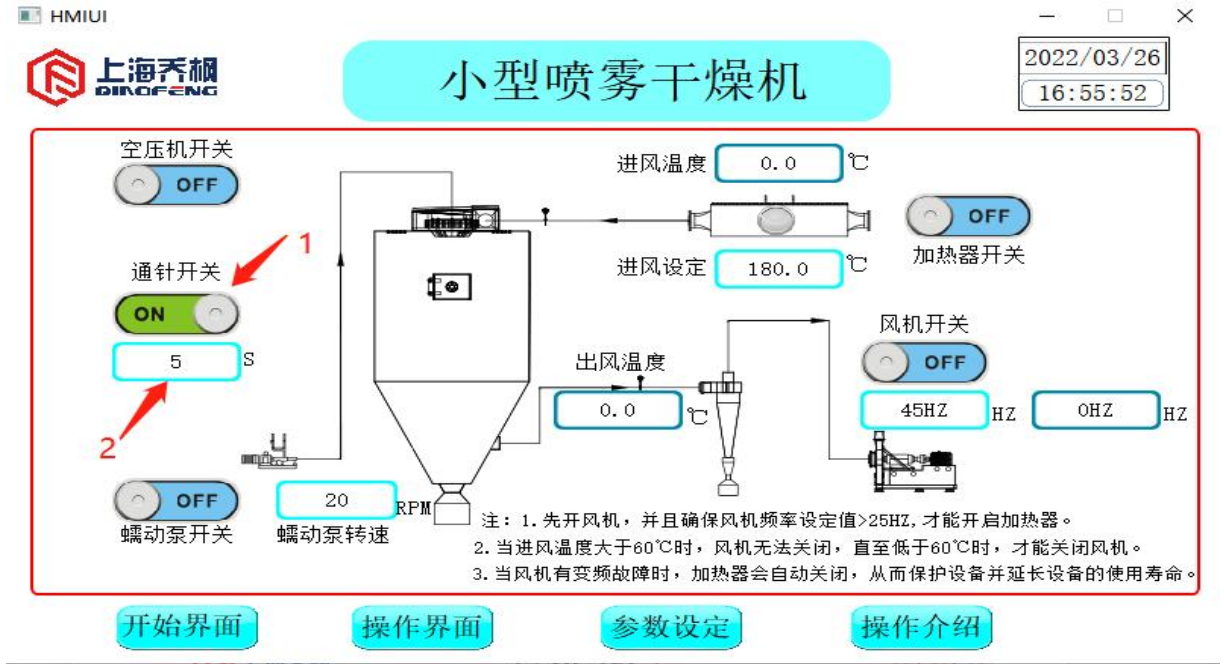 HMIUI
上海乔枫
QIAOFENG
小型喷雾干燥机
2022/03/26
16:55:52
空压机开关
OFF
进风温度 0.0 ℃
OFF
加热器开关
进风设定 180.0 ℃
1
通针开关
ON
5 S
2
出风温度
0.0 ℃
风机开关
OFF
45HZ HZ 0HZ HZ
OFF
蠕动泵开关
20 RPM
蠕动泵转速
注：1.先开风机，并且确保风机频率设定值>25HZ,才能开启加热器。
2.当进风温度大于60℃时，风机无法关闭，直至低于60℃时，才能关闭风机。
3.当风机有变频故障时，加热器会自动关闭，从而保护设备并延长设备的使用寿命。
开始界面 操作界面 参数设定 操作介绍